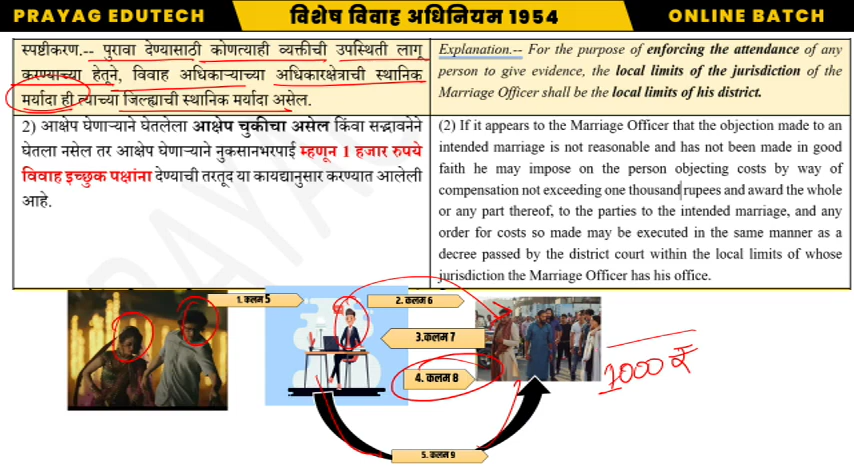 PRAYAG EDUTECH
विशेष विवाह अधिनियम 1954
ONLINE BATCH
स्पष्टीकरण.-- पुरावा देण्यासाठी कोणत्याही व्यक्तीची उपस्थिती लागू
करण्याच्या हेतूने, विवाह अधिकाऱ्याच्या अधिकारक्षेत्राची स्थानिक
मर्यादा ही त्याच्या जिल्ह्याची स्थानिक मर्यादा असेल.
Explanation.-- For the purpose of enforcing the attendance of any
person to give evidence, the local limits of the jurisdiction of the
Marriage Officer shall be the local limits of his district.
2) आक्षेप घेणाऱ्याने घेतलेला आक्षेप चुकीचा असेल किंवा सद्भावनेने
घेतला नसेल तर आक्षेप घेणाऱ्याने नुकसानभरपाई म्हणून 1 हजार रुपये
विवाह इच्छुक पक्षांना देण्याची तरतूद या कायद्यानुसार करण्यात आलेली
आहे.
(2) If it appears to the Marriage Officer that the objection made to an
intended marriage is not reasonable and has not been made in good
faith he may impose on the person objecting costs by way of
compensation not exceeding one thousand rupees and award the whole
or any part thereof, to the parties to the intended marriage, and any
order for costs so made may be executed in the same manner as a
decree passed by the district court within the local limits of whose
jurisdiction the Marriage Officer has his office.
1. कलम 5
2. कलम 6
3.कलम 7
4. कलम 8
5. कलम 9
1000 ₹